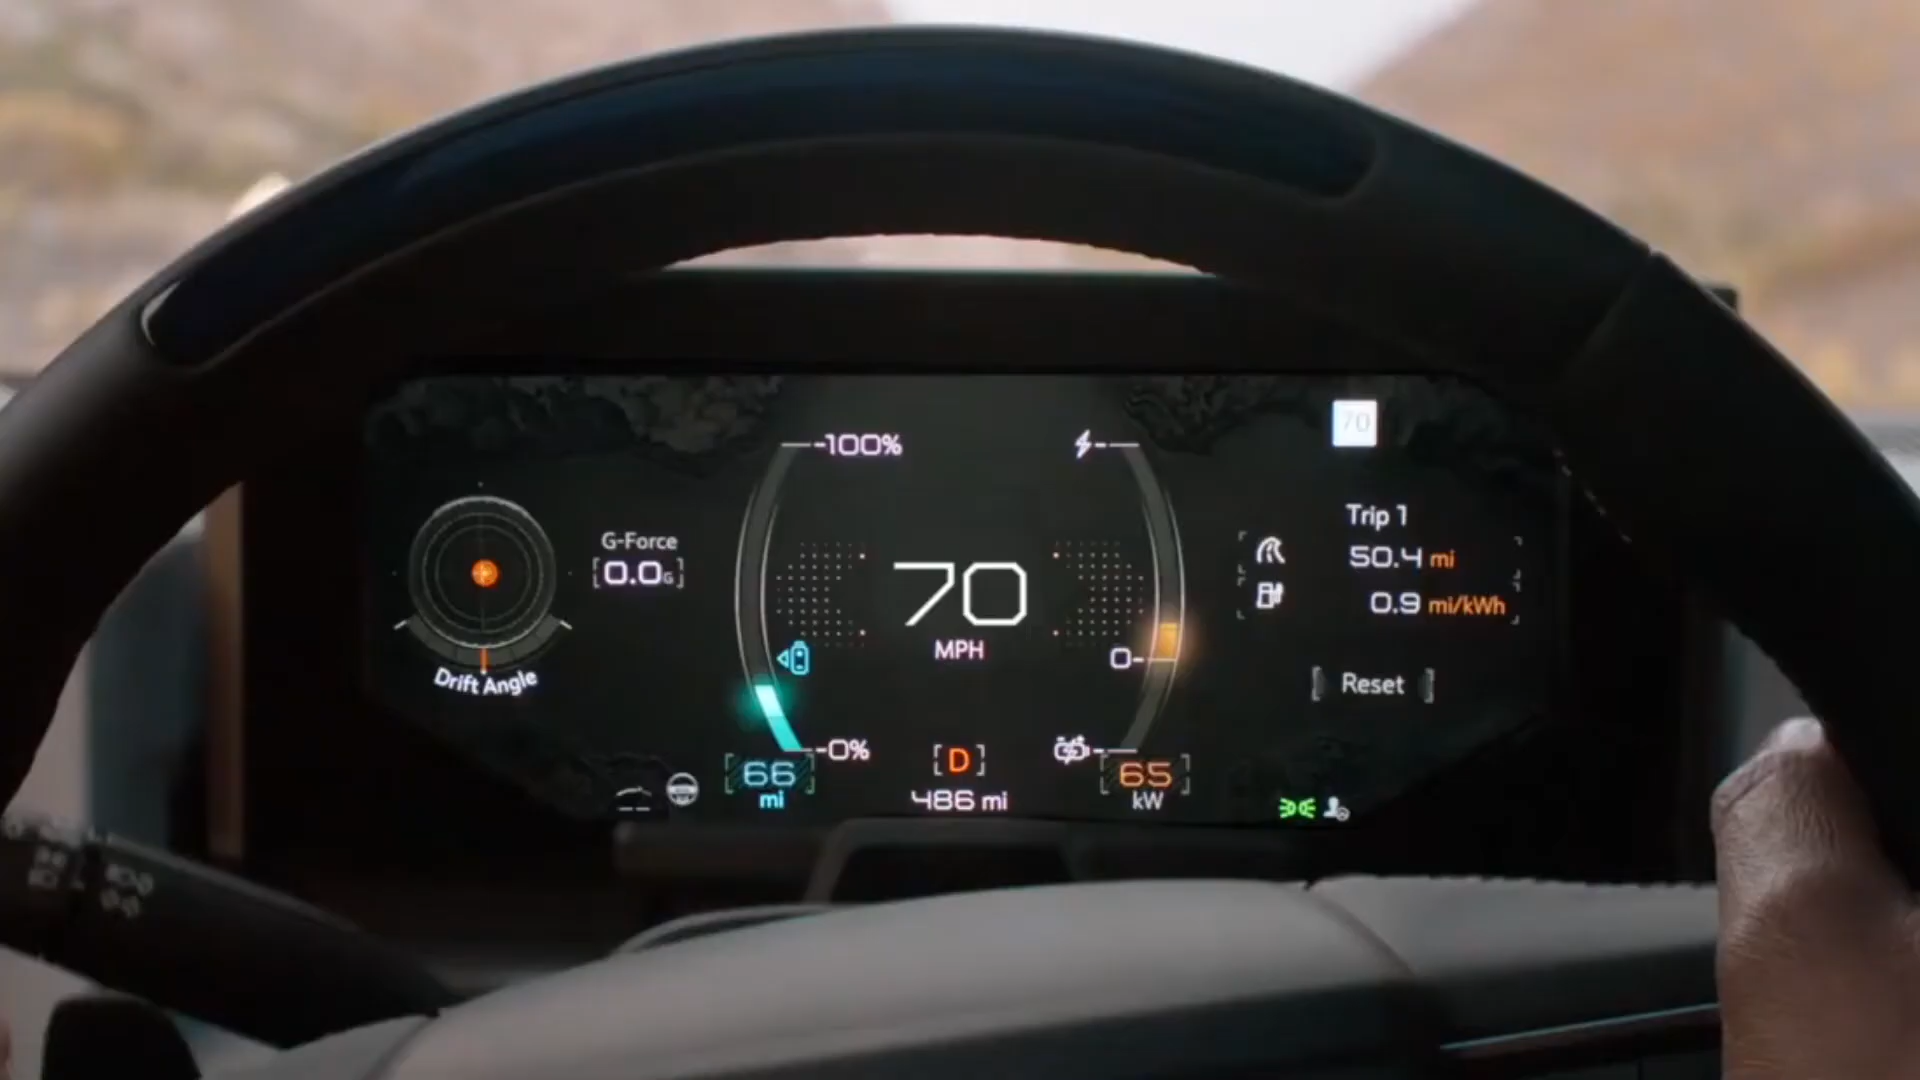 -100%
70
Trip 1
G-Force
0.0G
50.4 mi
0.9 mi/kWh
70
MPH
0-
Drift Angle
Reset
-0%
66
mi
D
486 mi
65
kW